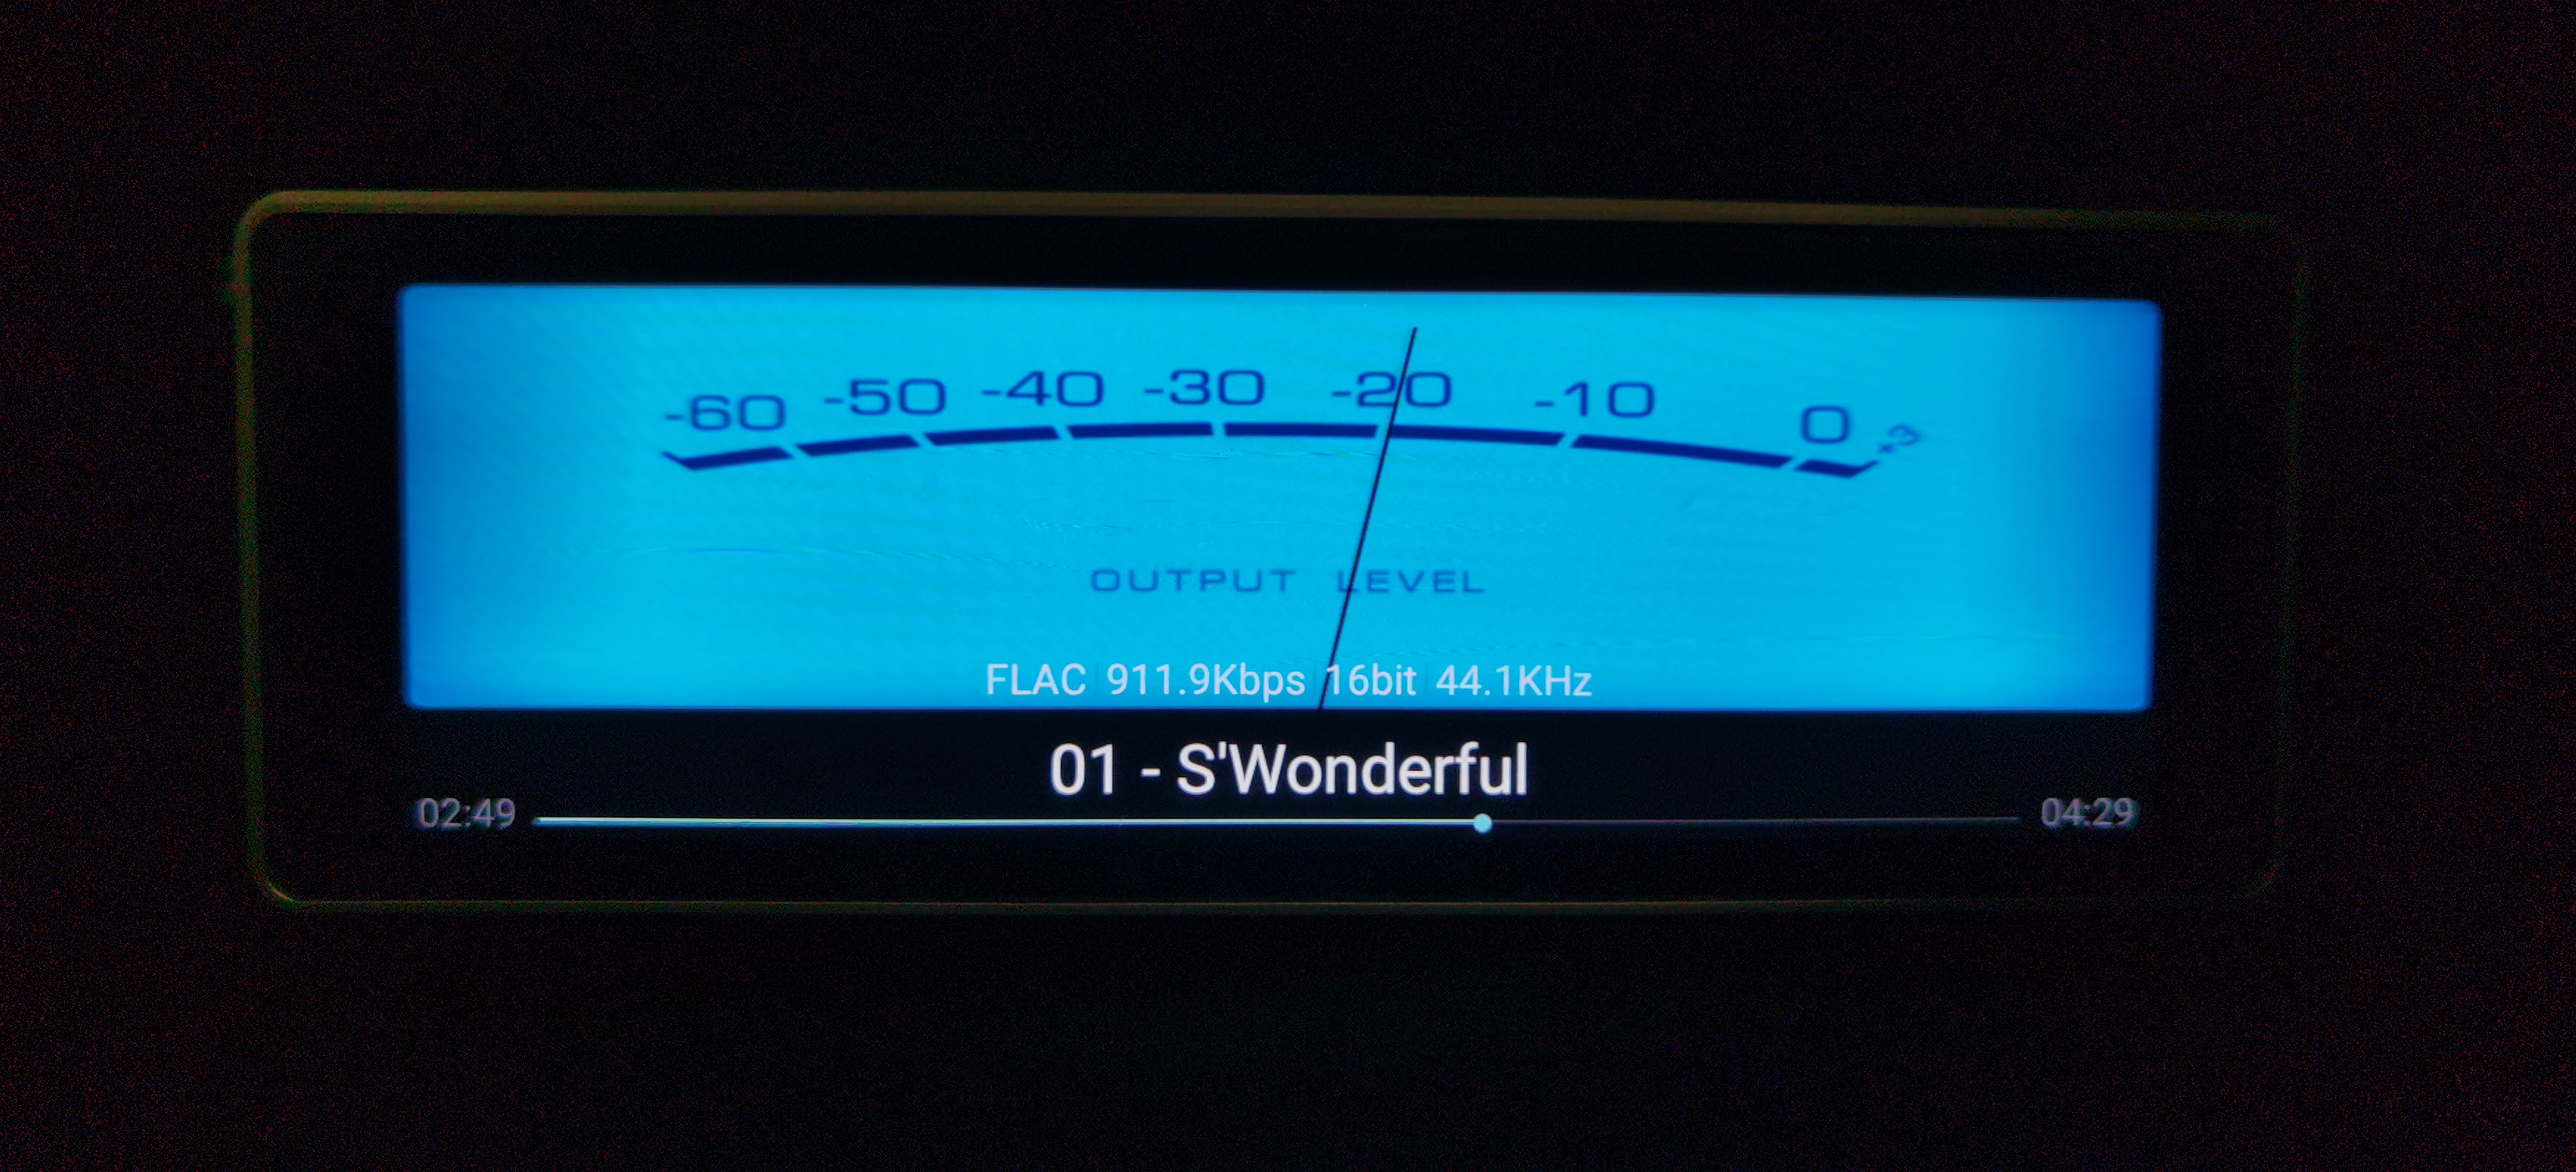 -60 -50 -40 -30 -20 -10 0 +3
OUTPUT LEVEL
FLAC 911.9Kbps 16bit 44.1KHz
01 - S'Wonderful
02:49 04:29